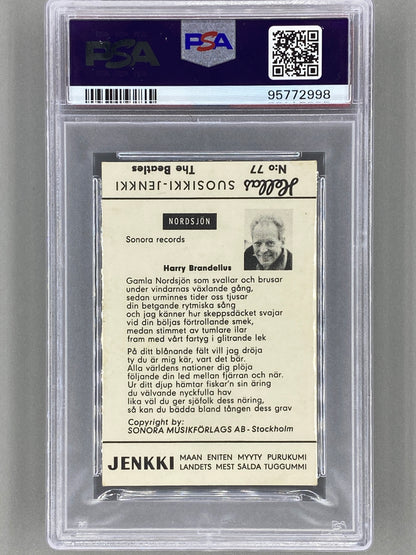 PSA
PSA
95772998
Hellas SUOSIKKI-JENKKI
N:o 77
The Beatles
NORDSJÖN
Sonora records
Harry Brandelius
Gamla Nordsjön som svallar och brusar
under vindarnas växlande gång,
sedan urminnes tider oss tjusar
din betgande rytmiska sång
och jag känner hur skeppsdäcket svajar
vid din böljas förtrollande smek,
medan stimmet av tumlare ilar
fram med vårt fartyg i glitrande lek
På ditt blånande fält vill jag dröja
ty du är mig kär, vart det bär.
Alla världens nationer dig plöja
följande din led mellan fjärran och när.
Ur ditt djup hämtar fiskar'n sin äring
du välvande nyckfulla hav
lika väl du ger sjöfolk dess näring,
så kan du bädda bland tången dess grav
Copyright by:
SONORA MUSIKFÖRLAGS AB - Stockholm
JENKKI
MAAN ENITEN MYYTY PURUKUMI
LANDETS MEST SÅLDA TUGGUMMI